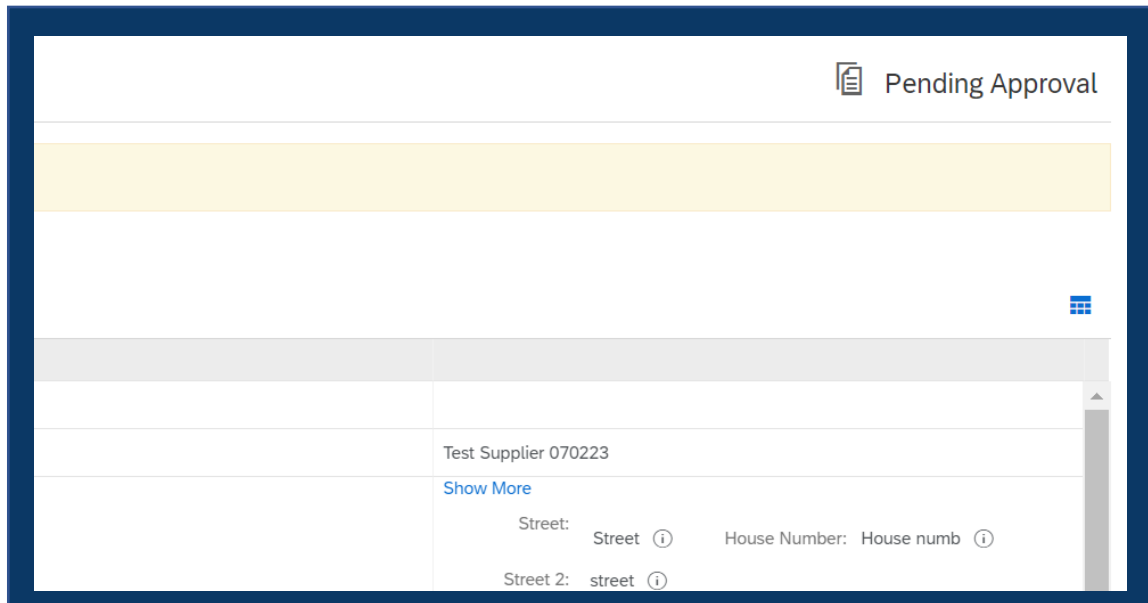 Pending Approval
Test Supplier 070223
Show More
Street: Street House Number: House numb
Street 2: street